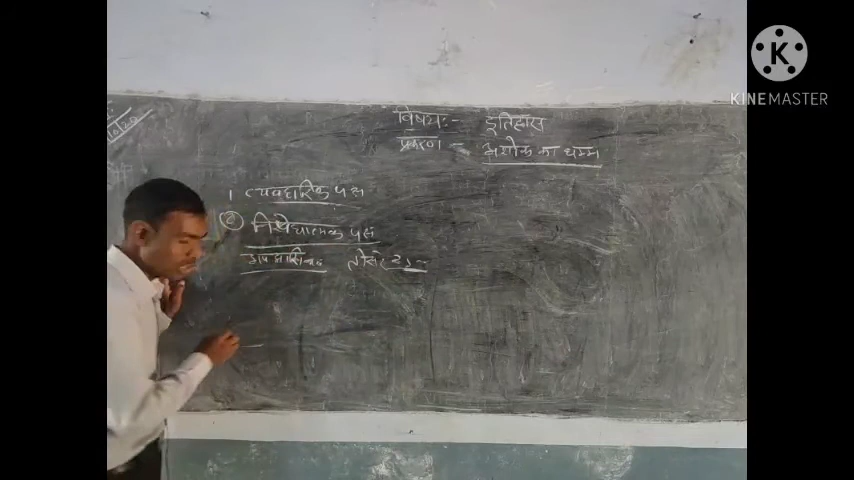 विषय:- इतिहास
प्रकरण - अशोक का धम्म
1 व्यवहारिक पक्ष
② निषेधात्मक पक्ष
K
KINEMASTER